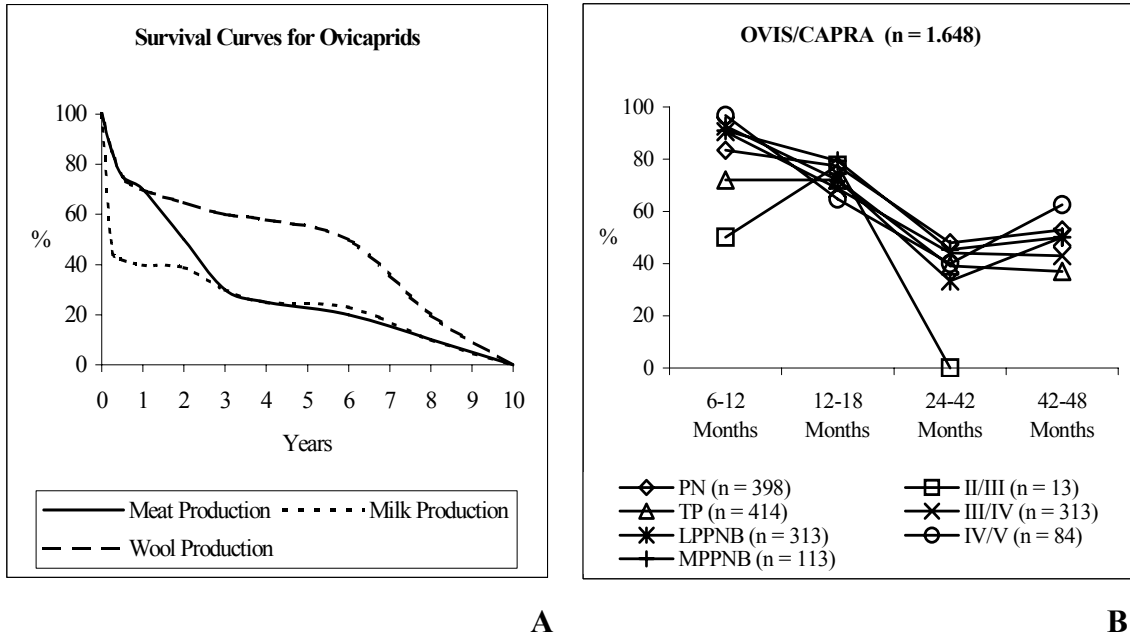 Survival Curves for Ovicaprids
100
80
60
%
40
20
0
0 1 2 3 4 5 6 7 8 9 10
Years
Meat Production
Milk Production
Wool Production
A
OVIS/CAPRA (n = 1.648)
100
80
60
%
40
20
0
6-12 12-18 24-42 42-48
Months Months Months Months
PN (n = 398) II/III (n = 13)
TP (n = 414) III/IV (n = 313)
LPPNB (n = 313) IV/V (n = 84)
MPPNB (n = 113)
B